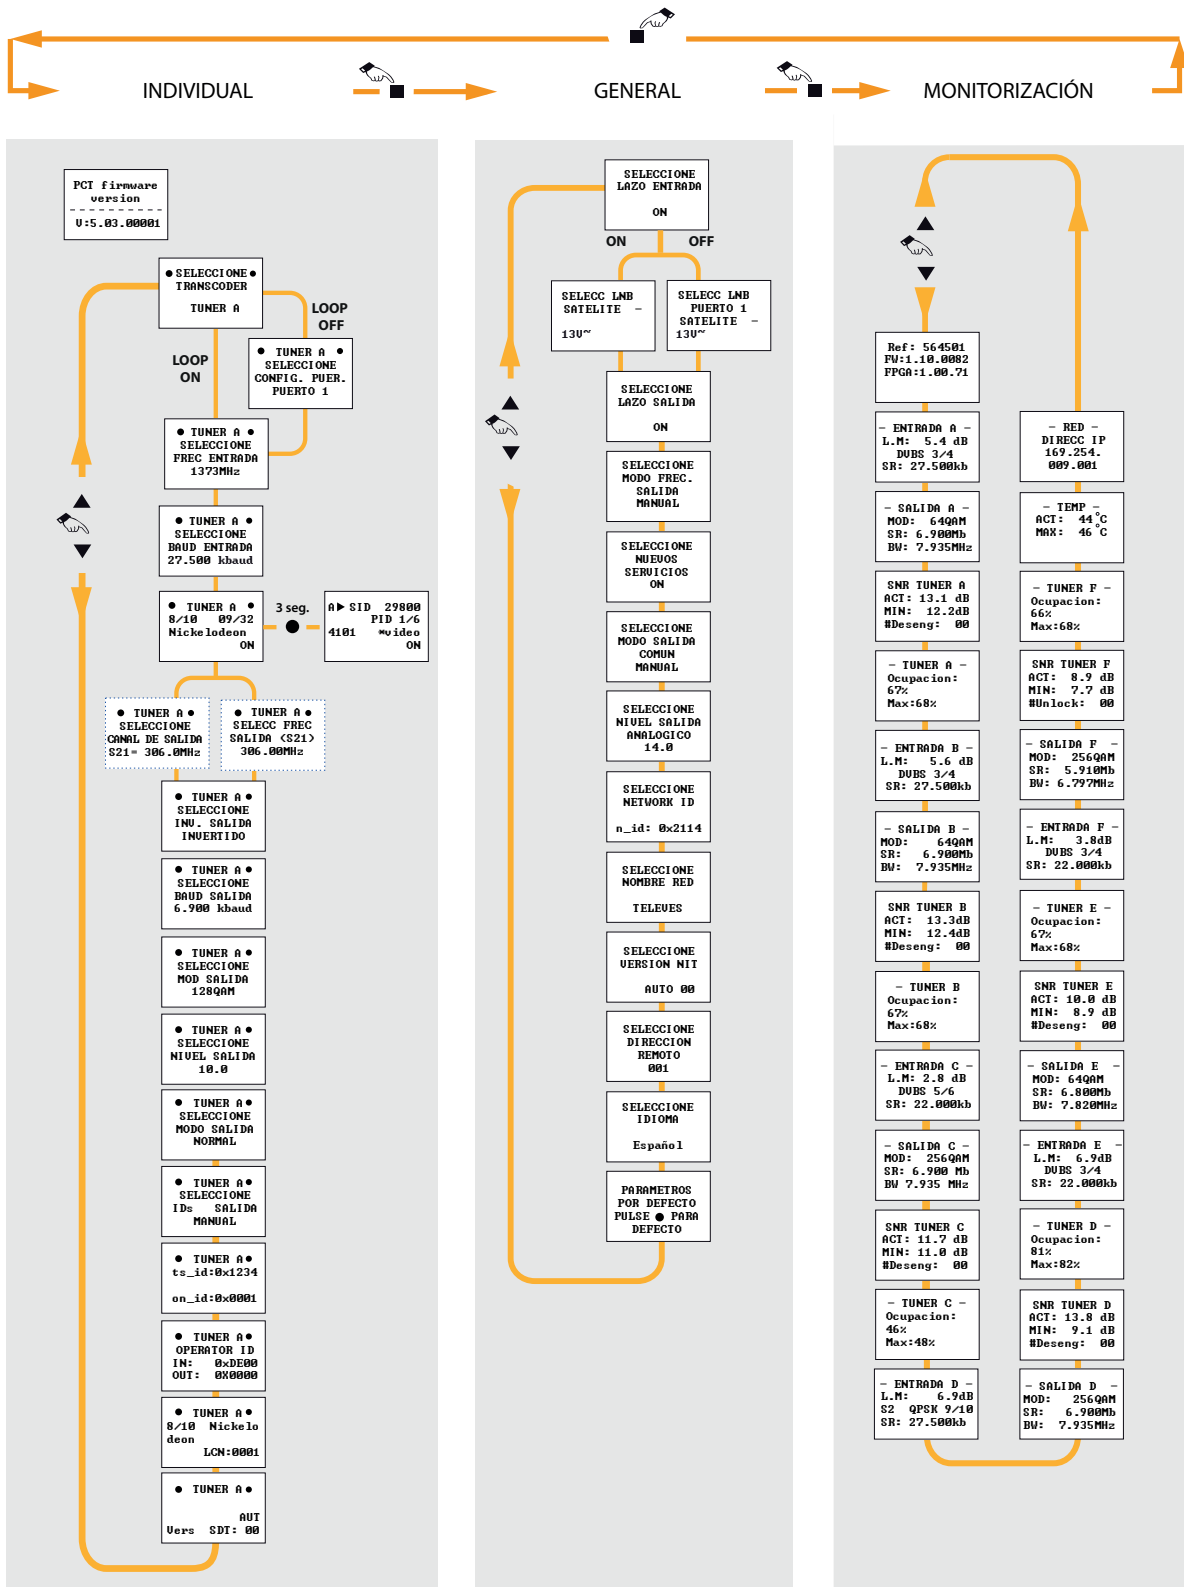 INDIVIDUAL
GENERAL
MONITORIZACIÓN
PCT firmware
version
V:5.03.00001
● SELECCIONE ●
TRANSCODER
TUNER A
LOOP
OFF
LOOP
ON
● TUNER A ●
SELECCIONE
CONFIG. PUER.
PUERTO 1
● TUNER A ●
SELECCIONE
FREC ENTRADA
1373MHz
● TUNER A ●
SELECCIONE
BAUD ENTRADA
27.500 kbaud
● TUNER A ●
8/10 09/32
Nickelodeon
ON
3 seg.
A▶ SID 29800
PID 1/6
4101 *video
ON
● TUNER A ●
SELECCIONE
CANAL DE SALIDA
S21= 306.0MHz
● TUNER A ●
SELECC FREC
SALIDA <S21>
306.00MHz
● TUNER A ●
SELECCIONE
INV. SALIDA
INVERTIDO
● TUNER A ●
SELECCIONE
BAUD SALIDA
6.900 kbaud
● TUNER A ●
SELECCIONE
MOD SALIDA
128QAM
● TUNER A ●
SELECCIONE
NIVEL SALIDA
10.0
● TUNER A ●
SELECCIONE
MODO SALIDA
NORMAL
● TUNER A ●
SELECCIONE
IDs SALIDA
MANUAL
● TUNER A ●
ts_id:0x1234
on_id:0x0001
● TUNER A ●
OPERATOR ID
IN: 0xDE00
OUT: 0X0000
● TUNER A ●
8/10 Nickelo
deon
LCN:0001
● TUNER A ●
AUT
Vers SDT: 00
SELECCIONE
LAZO ENTRADA
ON
ON
OFF
SELECC LNB
SATELITE -
13V~
SELECC LNB
PUERTO 1
SATELITE -
13V~
SELECCIONE
LAZO SALIDA
ON
SELECCIONE
MODO FREC.
SALIDA
MANUAL
SELECCIONE
NUEVOS
SERVICIOS
ON
SELECCIONE
MODO SALIDA
COMUN
MANUAL
SELECCIONE
NIVEL SALIDA
ANALOGICO
14.0
SELECCIONE
NETWORK ID
n_id: 0x2114
SELECCIONE
NOMBRE RED
TELEVES
SELECCIONE
VERSION NIT
AUTO 00
SELECCIONE
DIRECCION
REMOTO
001
SELECCIONE
IDIOMA
Español
PARAMETROS
POR DEFECTO
PULSE ● PARA
DEFECTO
Ref: 564501
FW:1.10.0082
FPGA:1.00.71
- ENTRADA A -
L.M: 5.4 dB
DVBS 3/4
SR: 27.500kb
- SALIDA A -
MOD: 64QAM
SR: 6.900Mb
BW: 7.935MHz
SNR TUNER A
ACT: 13.1 dB
MIN: 12.2dB
#Deseng: 00
- TUNER A -
Ocupacion:
67%
Max:68%
- ENTRADA B -
L.M: 5.6 dB
DVBS 3/4
SR: 27.500kb
- SALIDA B -
MOD: 64QAM
SR: 6.900Mb
BW: 7.935MHz
SNR TUNER B
ACT: 13.3dB
MIN: 12.4dB
#Deseng: 00
- TUNER B
Ocupacion:
67%
Max:68%
- ENTRADA C -
L.M: 2.8 dB
DVBS 5/6
SR: 22.000kb
- SALIDA C -
MOD: 256QAM
SR: 6.900 Mb
BW 7.935 MHz
SNR TUNER C
ACT: 11.7 dB
MIN: 11.0 dB
#Deseng: 00
- TUNER C -
Ocupacion:
46%
Max:48%
- ENTRADA D -
L.M: 6.9dB
S2 QPSK 9/10
SR: 27.500kb
- RED -
DIRECC IP
169.254.
009.001
- TEMP -
ACT: 44°C
MAX: 46°C
- TUNER F -
Ocupacion:
66%
Max:68%
SNR TUNER F
ACT: 8.9 dB
MIN: 7.7 dB
#Unlock: 00
- SALIDA F -
MOD: 256QAM
SR: 5.910Mb
BW: 6.797MHz
- ENTRADA F -
L.M: 3.8dB
DVBS 3/4
SR: 22.000kb
- TUNER E -
Ocupacion:
67%
Max:68%
SNR TUNER E
ACT: 10.0 dB
MIN: 8.9 dB
#Deseng: 00
- SALIDA E -
MOD: 64QAM
SR: 6.800Mb
BW: 7.820MHz
- ENTRADA E -
L.M: 6.9dB
DVBS 3/4
SR: 22.000kb
- TUNER D -
Ocupacion:
81%
Max:82%
SNR TUNER D
ACT: 13.8 dB
MIN: 9.1 dB
#Deseng: 00
- SALIDA D -
MOD: 256QAM
SR: 6.900Mb
BW: 7.935MHz